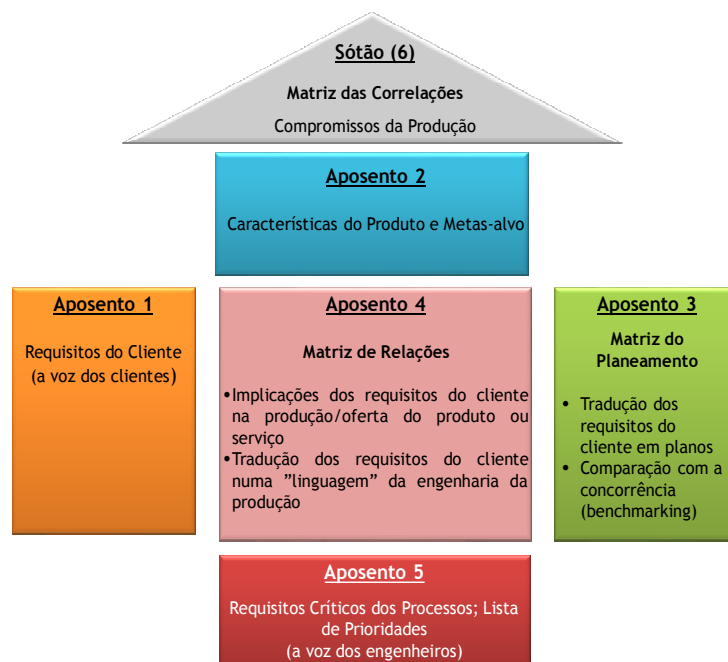 Sótão (6)
Matriz das Correlações
Compromissos da Produção
Aposento 2
Características do Produto e Metas-alvo
Aposento 1
Requisitos do Cliente
(a voz dos clientes)
Aposento 4
Matriz de Relações
•Implicações dos requisitos do cliente
na produção/oferta do produto ou
serviço
•Tradução dos requisitos do cliente
numa ”linguagem” da engenharia da
produção
Aposento 3
Matriz do
Planeamento
• Tradução dos
requisitos do
cliente em planos
• Comparação com a
concorrência
(benchmarking)
Aposento 5
Requisitos Críticos dos Processos; Lista
de Prioridades
(a voz dos engenheiros)